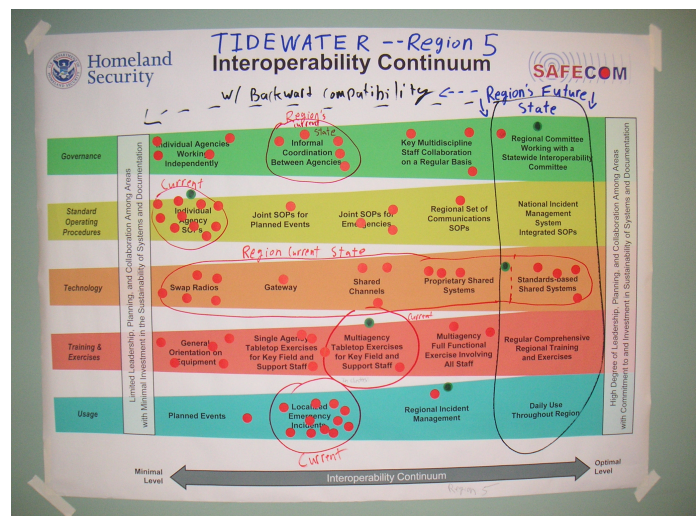 TIDEWATER -- Region 5
Homeland
Security
Interoperability Continuum
SAFECOM
w/ Backward compatibility
Region's Future
State
Region's
current
state
Governance
Individual Agencies
Working
Independently
Informal
Coordination
Between Agencies
Key Multidiscipline
Staff Collaboration
on a Regular Basis
Regional Committee
Working with a
Statewide Interoperability
Committee
Current
Standard
Operating
Procedures
Individual
Agency
SOPs
Joint SOPs for
Planned Events
Joint SOPs for
Emergencies
Regional Set of
Communications
SOPs
National Incident
Management
System
Integrated SOPs
Region Current State
Technology
Swap Radios
Gateway
Shared
Channels
Proprietary Shared
Systems
Standards-based
Shared Systems
Current
Training &
Exercises
General
Orientation on
Equipment
Single Agency
Tabletop Exercises
for Key Field and
Support Staff
Multiagency
Tabletop Exercises
for Key Field and
Support Staff
Multiagency
Full Functional
Exercise Involving
All Staff
Regular Comprehensive
Regional Training
and Exercises
Usage
Planned Events
Localized
Emergency
Incidents
Regional Incident
Management
Daily Use
Throughout Region
Current
Limited Leadership, Planning, and Collaboration Among Areas
with Minimal Investment in the Sustainability of Systems and Documentation
High Degree of Leadership, Planning, and Collaboration Among Areas
with Commitment to and Investment in Sustainability of Systems and Documentation
Minimal
Level
Interoperability Continuum
Optimal
Level
Region 5